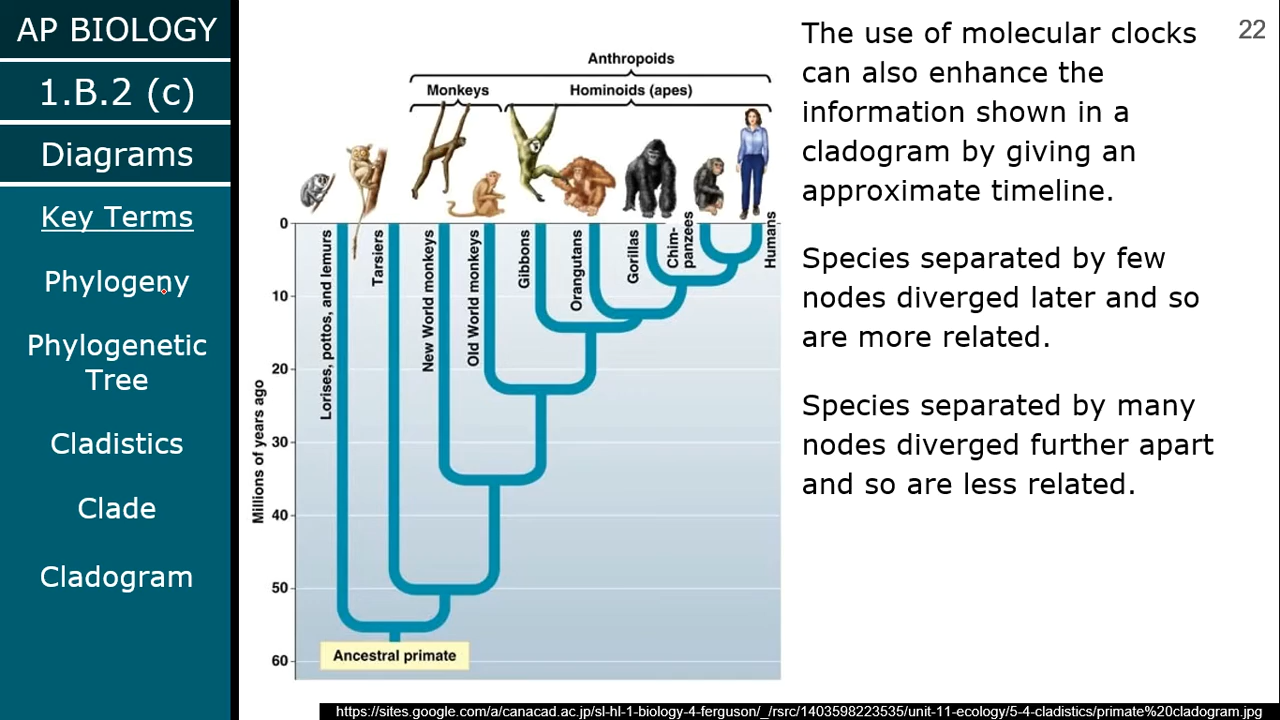 AP BIOLOGY
1.B.2 (c)
Diagrams
Key Terms
Phylogeny
Phylogenetic
Tree
Cladistics
Clade
Cladogram
Anthropoids
Monkeys
Hominoids (apes)
0
10
20
30
40
50
60
Millions of years ago
Lorises, pottos, and lemurs
Tarsiers
New World monkeys
Old World monkeys
Gibbons
Orangutans
Gorillas
Chim-
panzees
Humans
Ancestral primate
22
The use of molecular clocks
can also enhance the
information shown in a
cladogram by giving an
approximate timeline.
Species separated by few
nodes diverged later and so
are more related.
Species separated by many
nodes diverged further apart
and so are less related.
https://sites.google.com/a/canacad.ac.jp/sl-hl-1-biology-4-ferguson/_/rsrc/1403598223535/unit-11-ecology/5-4-cladistics/primate%20cladogram.jpg